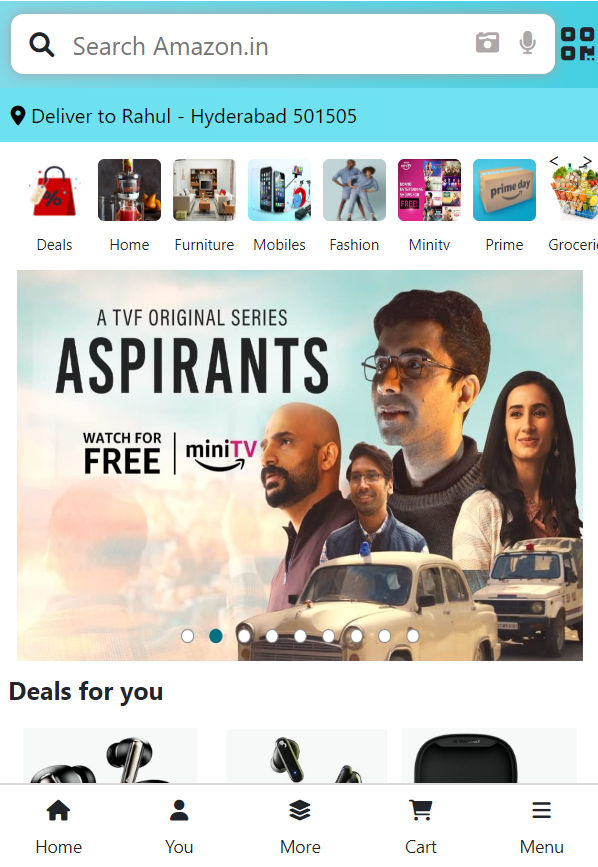 Search Amazon.in
Deliver to Rahul - Hyderabad 501505
< >
prime day
FREE!
Deals
Home
Furniture
Mobiles
Fashion
Minitv
Prime
Groceri
A TVF ORIGINAL SERIES
ASPIRANTS
WATCH FOR
FREE
miniTV
Deals for you
Home
You
More
Cart
Menu